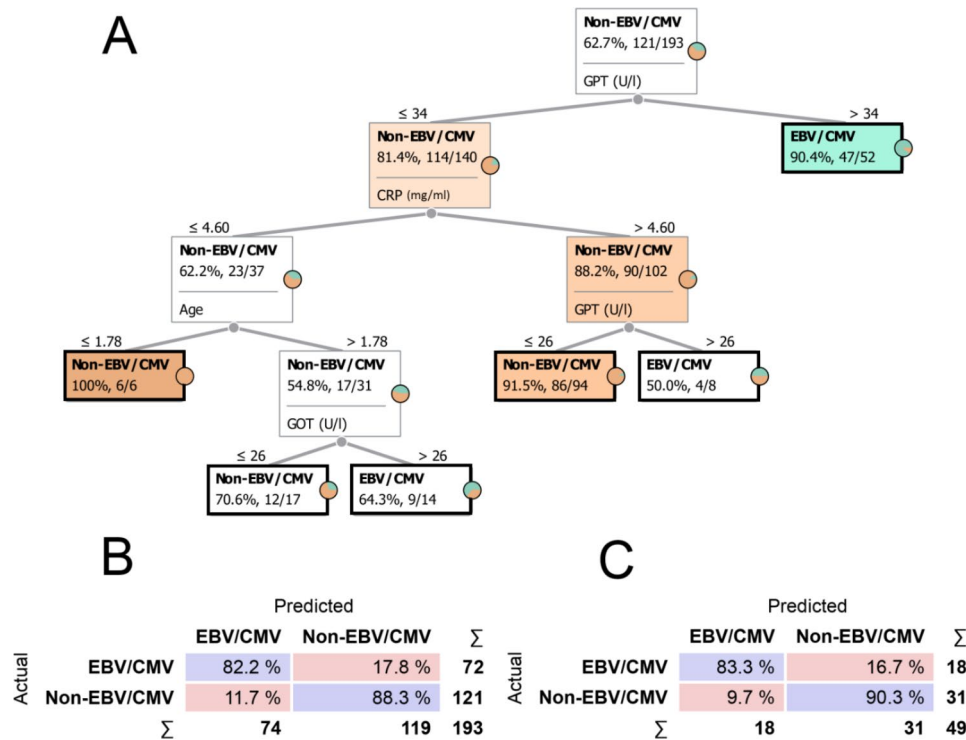 A
Non-EBV/CMV
62.7%, 121/193
GPT (U/l)
≤ 34
> 34
Non-EBV/CMV
81.4%, 114/140
CRP (mg/ml)
EBV/CMV
90.4%, 47/52
≤ 4.60
> 4.60
Non-EBV/CMV
62.2%, 23/37
Age
Non-EBV/CMV
88.2%, 90/102
GPT (U/l)
≤ 1.78
> 1.78
≤ 26
> 26
Non-EBV/CMV
100%, 6/6
Non-EBV/CMV
54.8%, 17/31
GOT (U/l)
Non-EBV/CMV
91.5%, 86/94
EBV/CMV
50.0%, 4/8
≤ 26
> 26
Non-EBV/CMV
70.6%, 12/17
EBV/CMV
64.3%, 9/14
B
Predicted
EBV/CMV Non-EBV/CMV ∑
Actual
EBV/CMV 82.2 % 17.8 % 72
Non-EBV/CMV 11.7 % 88.3 % 121
∑ 74 119 193
C
Predicted
EBV/CMV Non-EBV/CMV ∑
Actual
EBV/CMV 83.3 % 16.7 % 18
Non-EBV/CMV 9.7 % 90.3 % 31
∑ 18 31 49